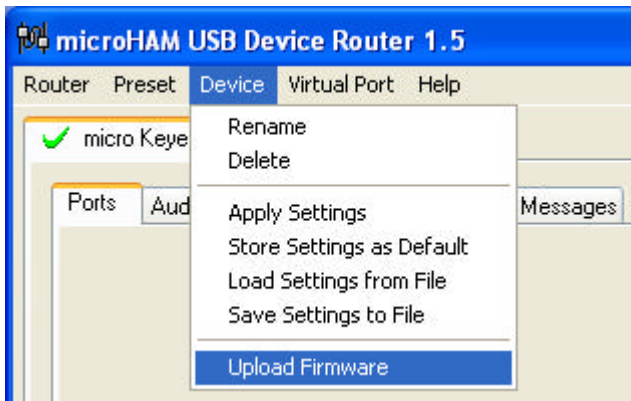 microHAM USB Device Router 1.5
Router Preset Device Virtual Port Help
micro Keye
Rename
Delete
Ports Aud
Messages
Apply Settings
Store Settings as Default
Load Settings from File
Save Settings to File
Upload Firmware